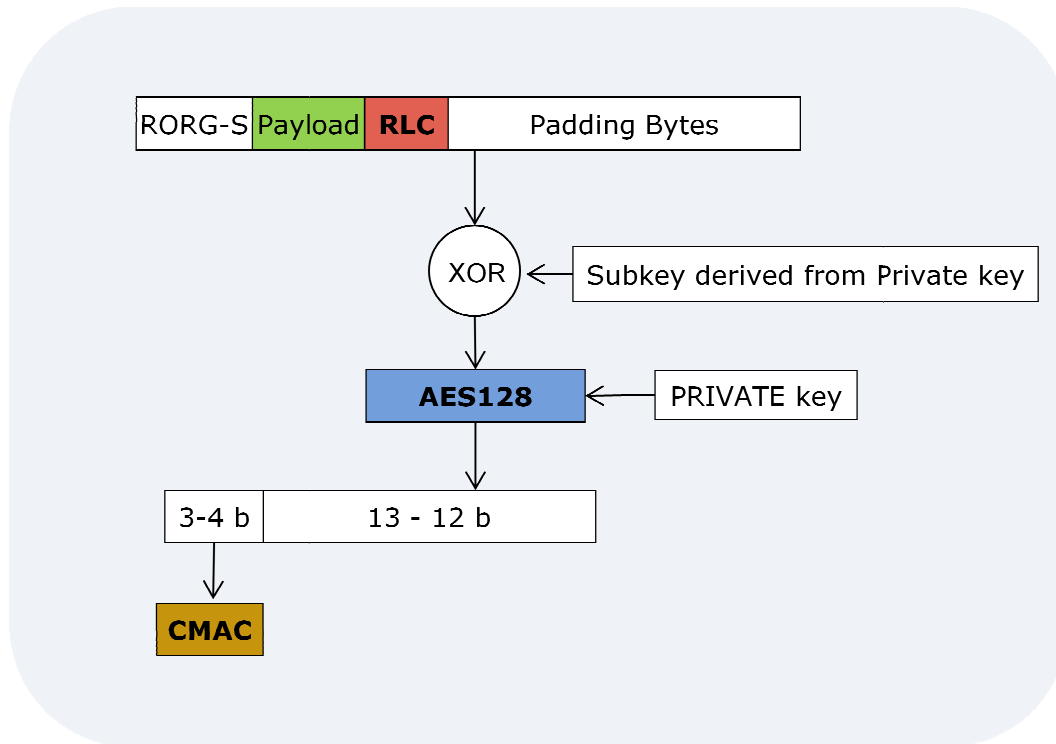 RORG-S Payload RLC Padding Bytes
XOR
Subkey derived from Private key
AES128
PRIVATE key
3-4 b
13 - 12 b
CMAC